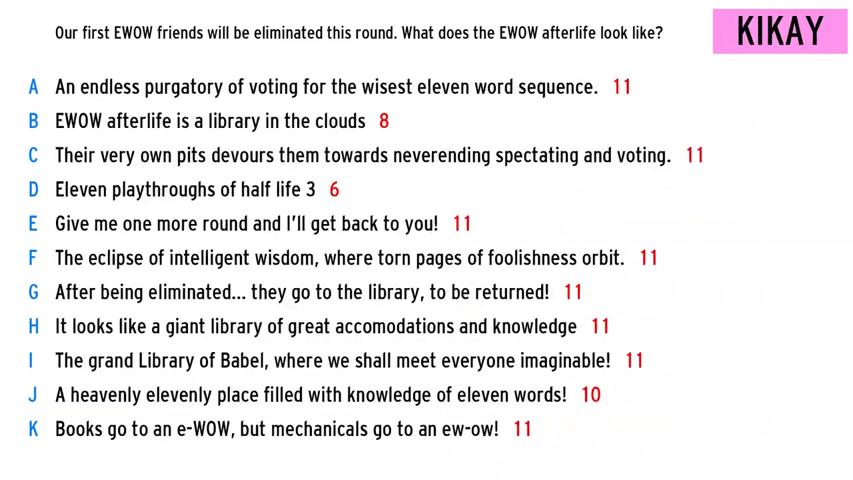 Our first EWOW friends will be eliminated this round. What does the EWOW afterlife look like?
KIKAY
A An endless purgatory of voting for the wisest eleven word sequence. 11
B EWOW afterlife is a library in the clouds 8
C Their very own pits devours them towards neverending spectating and voting. 11
D Eleven playthroughs of half life 3 6
E Give me one more round and I'll get back to you! 11
F The eclipse of intelligent wisdom, where torn pages of foolishness orbit. 11
G After being eliminated... they go to the library, to be returned! 11
H It looks like a giant library of great accomodations and knowledge 11
I The grand Library of Babel, where we shall meet everyone imaginable! 11
J A heavenly elevenly place filled with knowledge of eleven words! 10
K Books go to an e-WOW, but mechanicals go to an ew-ow! 11